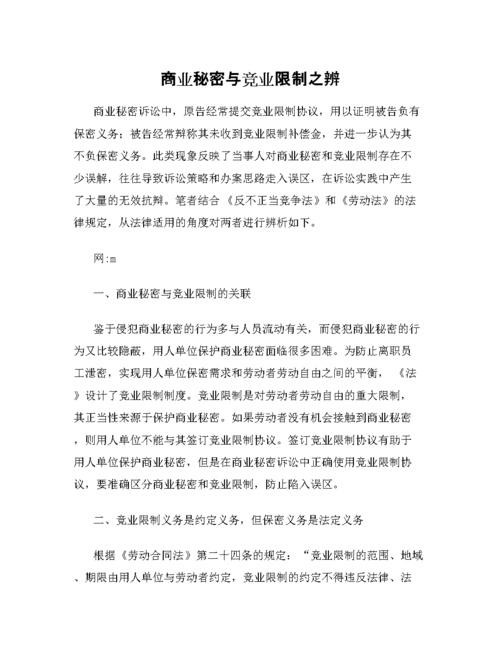 商业秘密与竞业限制之辨
商业秘密诉讼中，原告经常提交竞业限制协议，用以证明被告负有
保密义务；被告经常辩称其未收到竞业限制补偿金，并进一步认为其
不负保密义务。此类现象反映了当事人对商业秘密和竞业限制存在不
少误解，往往导致诉讼策略和办案思路走入误区，在诉讼实践中产生
了大量的无效抗辩。笔者结合《反不正当竞争法》和《劳动法》的法
律规定，从法律适用的角度对两者进行辨析如下。
网:m
一、商业秘密与竞业限制的关联
鉴于侵犯商业秘密的行为多与人员流动有关，而侵犯商业秘密的行
为又比较隐蔽，用人单位保护商业秘密面临很多困难。为防止离职员
工泄密，实现用人单位保密需求和劳动者劳动自由之间的平衡， 《法
》设计了竞业限制制度。竞业限制是对劳动者劳动自由的重大限制，
其正当性来源于保护商业秘密。如果劳动者没有机会接触到商业秘密
，则用人单位不能与其签订竞业限制协议。签订竞业限制协议有助于
用人单位保护商业秘密，但是在商业秘密诉讼中正确使用竞业限制协
议，要准确区分商业秘密和竞业限制，防止陷入误区。
二、竞业限制义务是约定义务，但保密义务是法定义务
根据《劳动合同法》第二十四条的规定：“竞业限制的范围、地域
、期限由用人单位与劳动者约定，竞业限制的约定不得违反法律、法